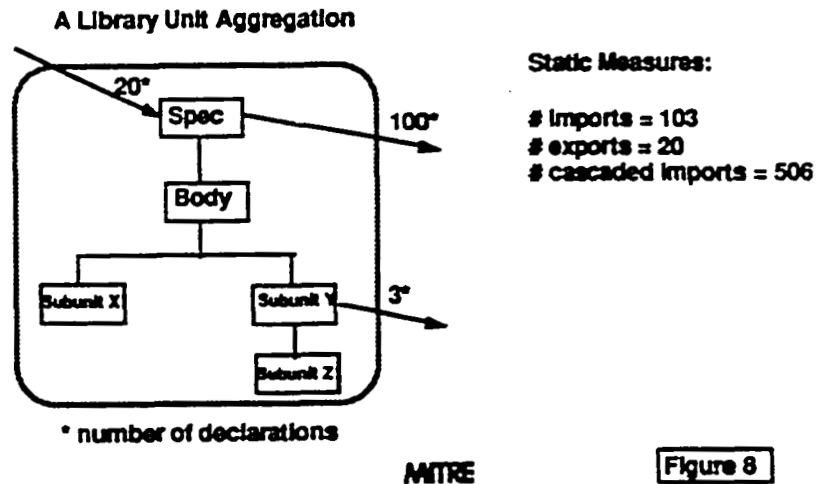 A Library Unit Aggregation
20*
Spec
100*
Body
Subunit X
Subunit Y
3*
Subunit Z
* number of declarations
Static Measures:
# imports = 103
# exports = 20
# cascaded imports = 506
MITRE
Figure 8